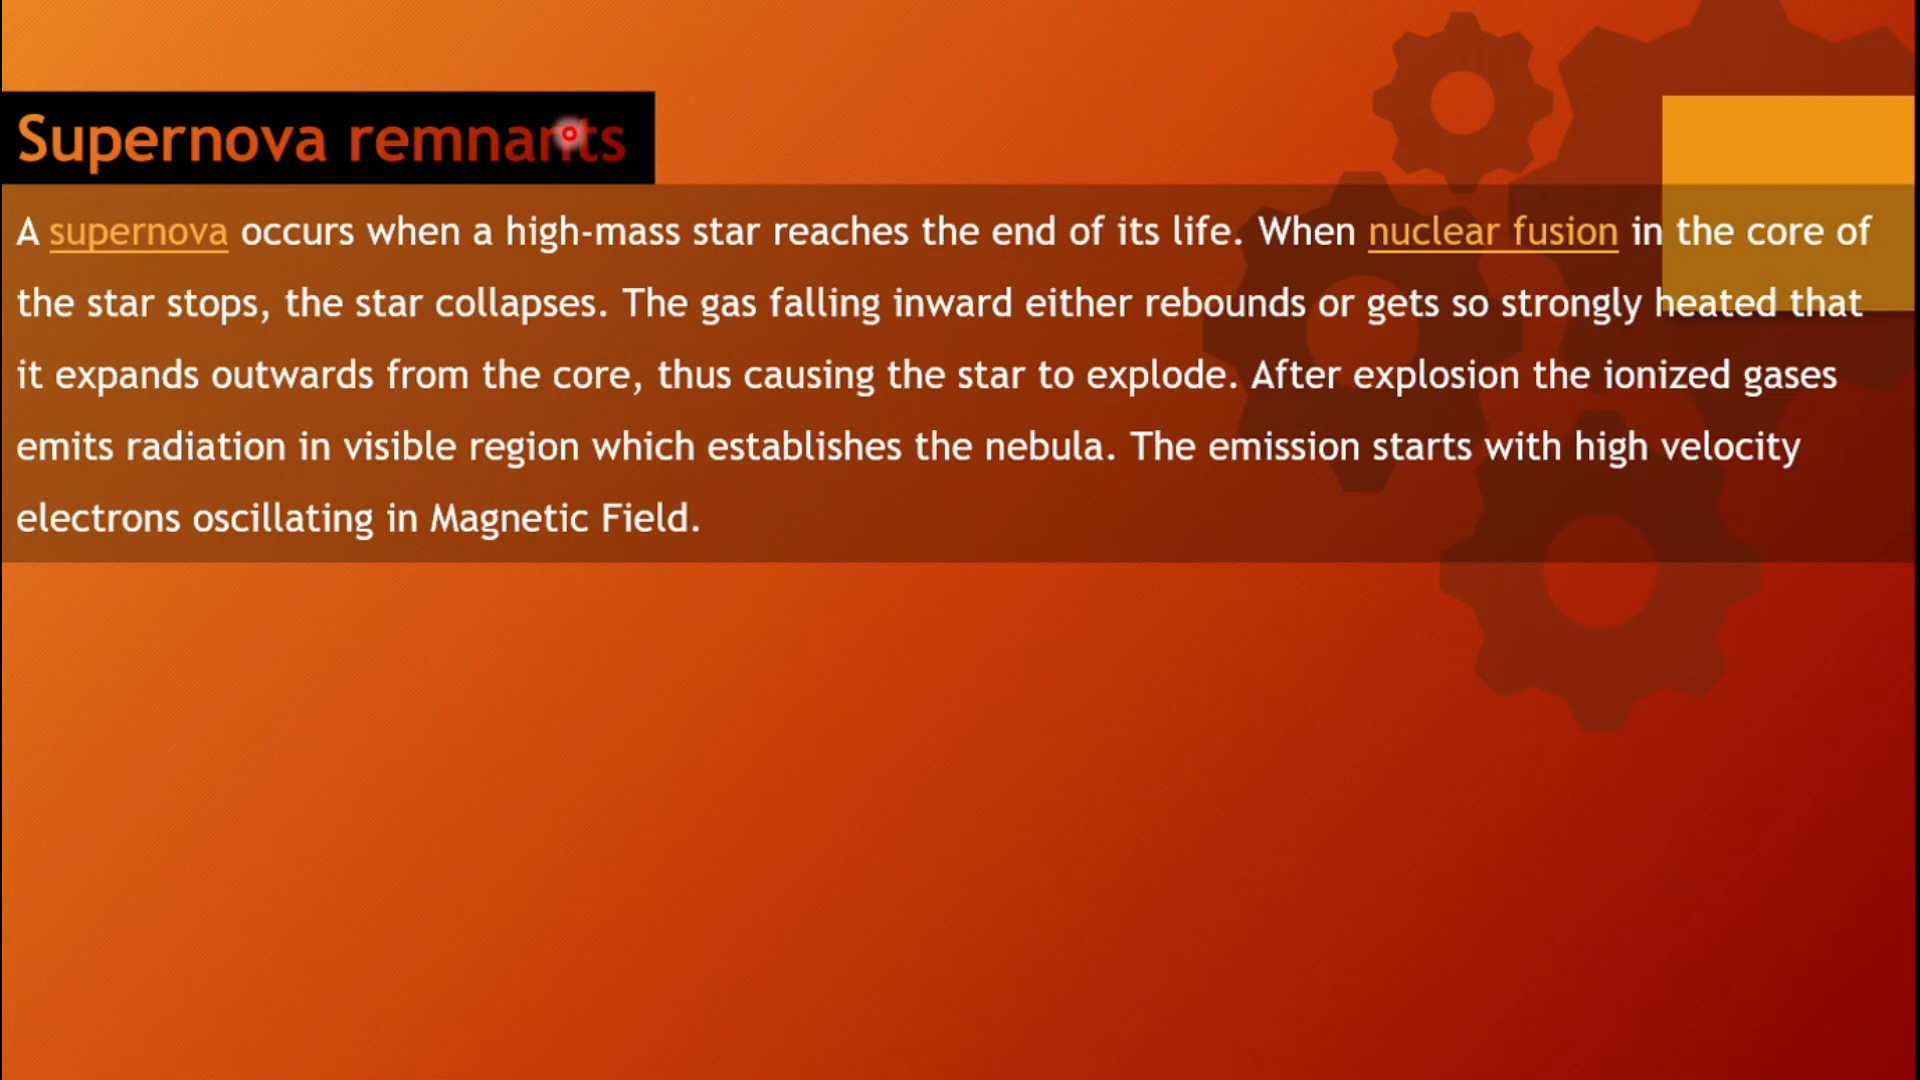 Supernova remnants
A supernova occurs when a high-mass star reaches the end of its life. When nuclear fusion in the core of
the star stops, the star collapses. The gas falling inward either rebounds or gets so strongly heated that
it expands outwards from the core, thus causing the star to explode. After explosion the ionized gases
emits radiation in visible region which establishes the nebula. The emission starts with high velocity
electrons oscillating in Magnetic Field.